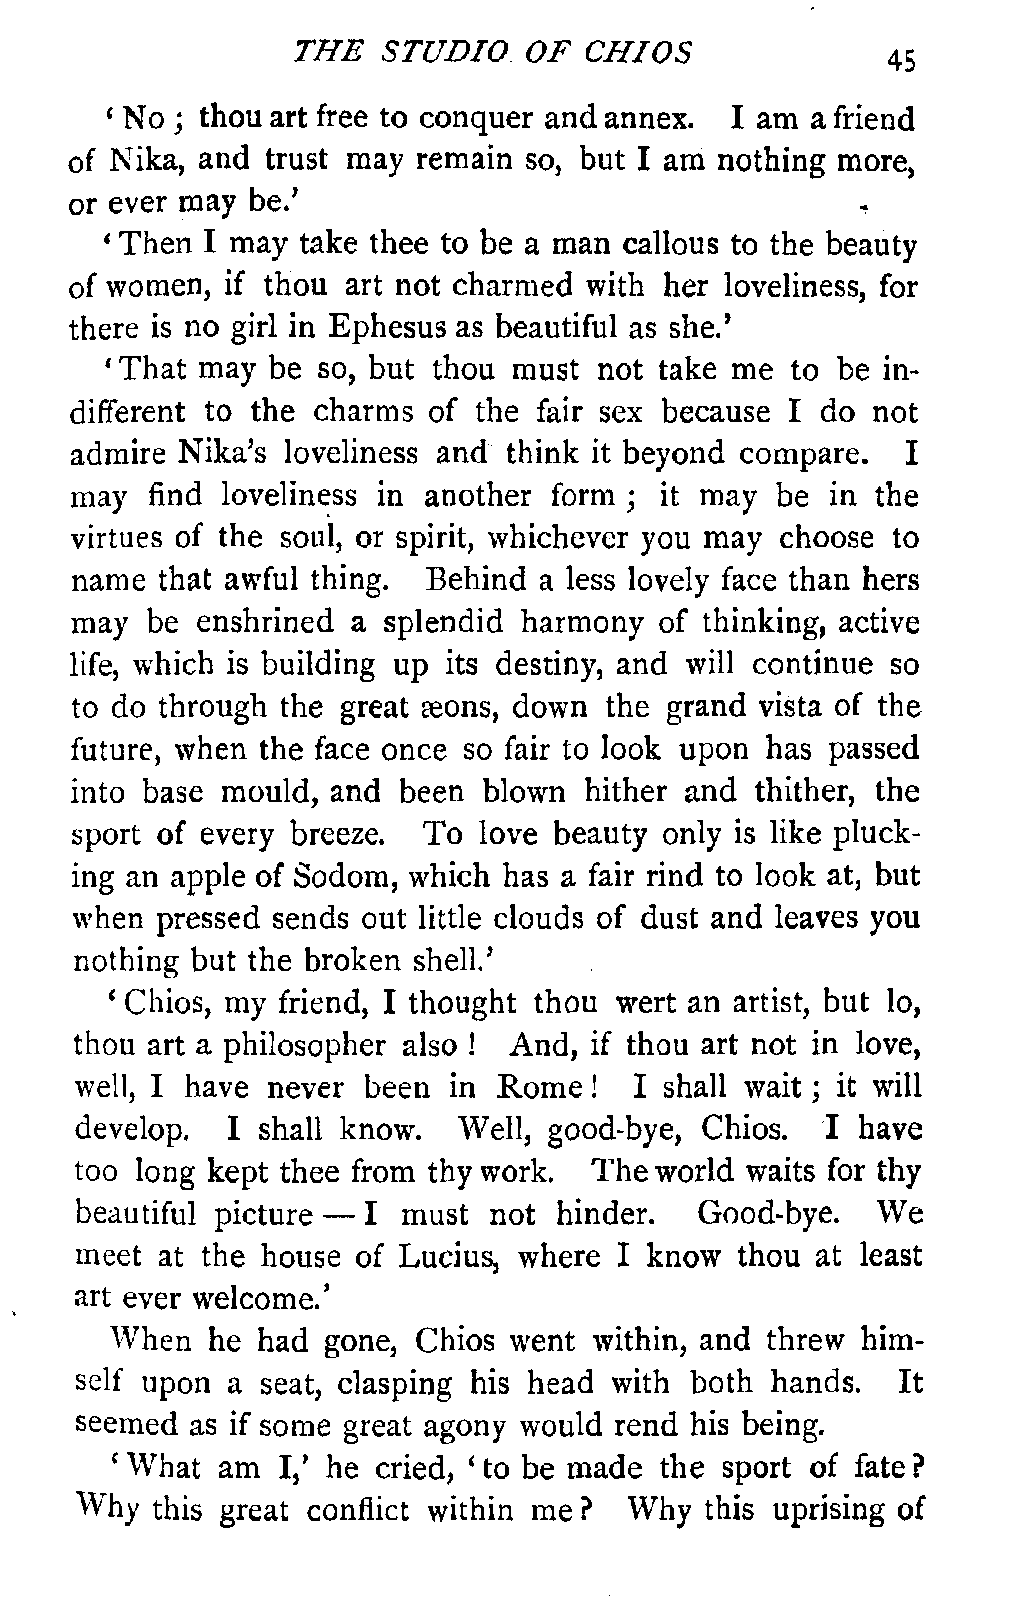 THE STUDIO OF CHIOS 45
‘ No ; thou art free to conquer and annex. I am a friend
of Nika, and trust may remain so, but I am nothing more,
or ever may be.’
‘ Then I may take thee to be a man callous to the beauty
of women, if thou art not charmed with her loveliness, for
there is no girl in Ephesus as beautiful as she.’
‘ That may be so, but thou must not take me to be in-
different to the charms of the fair sex because I do not
admire Nika’s loveliness and think it beyond compare. I
may find loveliness in another form ; it may be in the
virtues of the soul, or spirit, whichever you may choose to
name that awful thing. Behind a less lovely face than hers
may be enshrined a splendid harmony of thinking, active
life, which is building up its destiny, and will continue so
to do through the great æons, down the grand vista of the
future, when the face once so fair to look upon has passed
into base mould, and been blown hither and thither, the
sport of every breeze. To love beauty only is like pluck-
ing an apple of Sodom, which has a fair rind to look at, but
when pressed sends out little clouds of dust and leaves you
nothing but the broken shell.’
‘ Chios, my friend, I thought thou wert an artist, but lo,
thou art a philosopher also ! And, if thou art not in love,
well, I have never been in Rome ! I shall wait ; it will
develop. I shall know. Well, good-bye, Chios. I have
too long kept thee from thy work. The world waits for thy
beautiful picture — I must not hinder. Good-bye. We
meet at the house of Lucius, where I know thou at least
art ever welcome.’
When he had gone, Chios went within, and threw him-
self upon a seat, clasping his head with both hands. It
seemed as if some great agony would rend his being.
‘ What am I,’ he cried, ‘ to be made the sport of fate ?
Why this great conflict within me ? Why this uprising of